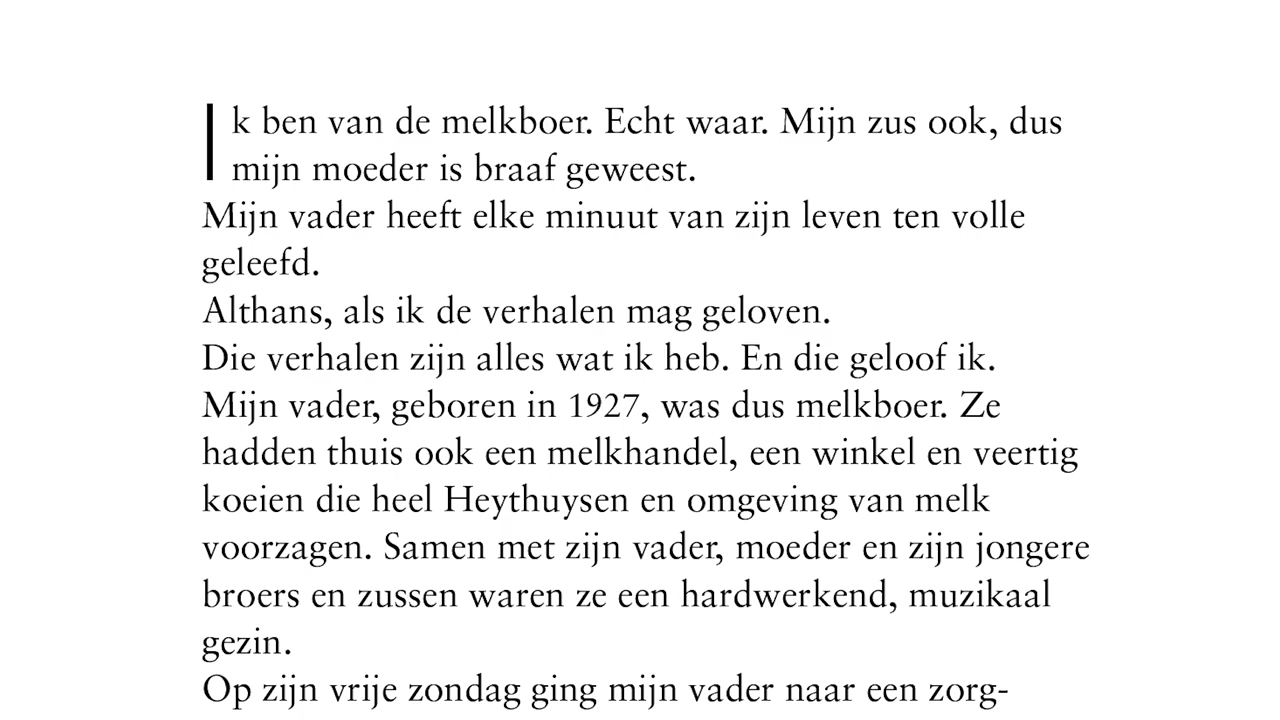 Ik ben van de melkboer. Echt waar. Mijn zus ook, dus
mijn moeder is braaf geweest.
Mijn vader heeft elke minuut van zijn leven ten volle
geleefd.
Althans, als ik de verhalen mag geloven.
Die verhalen zijn alles wat ik heb. En die geloof ik.
Mijn vader, geboren in 1927, was dus melkboer. Ze
hadden thuis ook een melkhandel, een winkel en veertig
koeien die heel Heythuysen en omgeving van melk
voorzagen. Samen met zijn vader, moeder en zijn jongere
broers en zussen waren ze een hardwerkend, muzikaal
gezin.
Op zijn vrije zondag ging mijn vader naar een zorg-